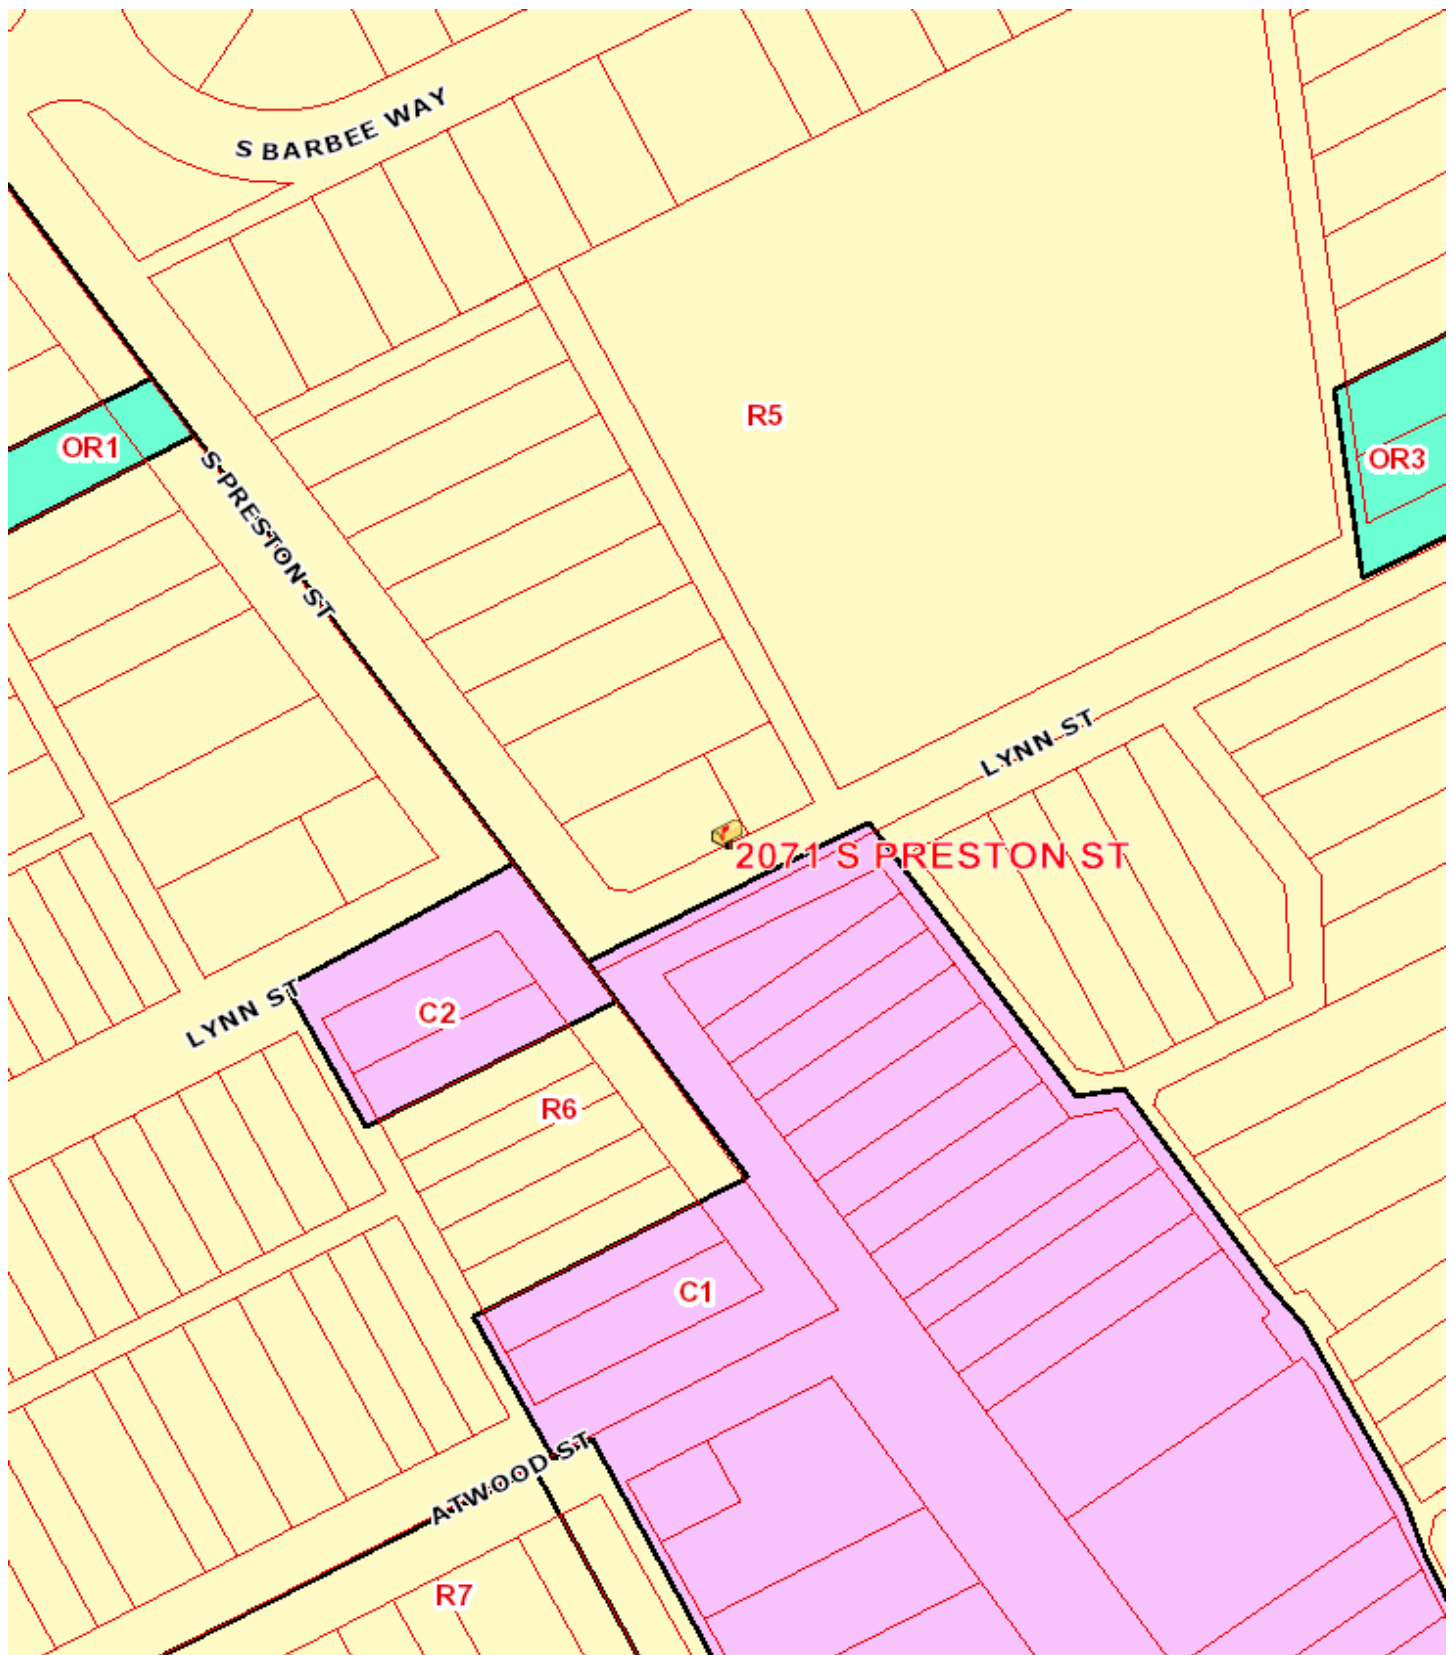 S BARBEE WAY
R5
OR1
OR3
S PRESTON ST
LYNN ST
2071 S PRESTON ST
LYNN ST
C2
R6
C1
ATWOOD ST
R7